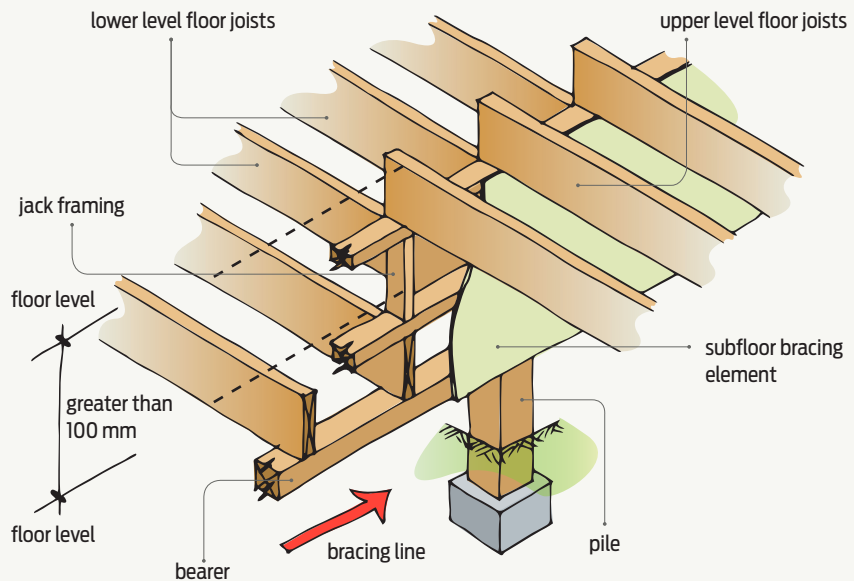 lower level floor joists
upper level floor joists
jack framing
floor level
greater than
100 mm
floor level
subfloor bracing
element
bracing line
pile
bearer